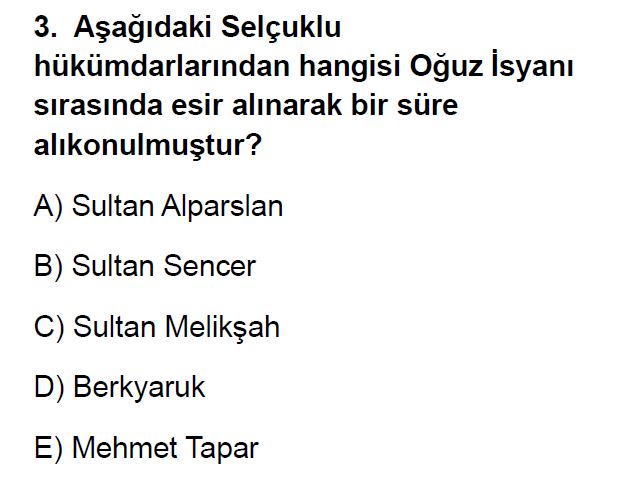 3.  Aşağıdaki Selçuklu
hükümdarlarından hangisi Oğuz İsyanı
sırasında esir alınarak bir süre
alıkonulmuştur?
A) Sultan Alparslan
B) Sultan Sencer
C) Sultan Melikşah
D) Berkyaruk
E) Mehmet Tapar